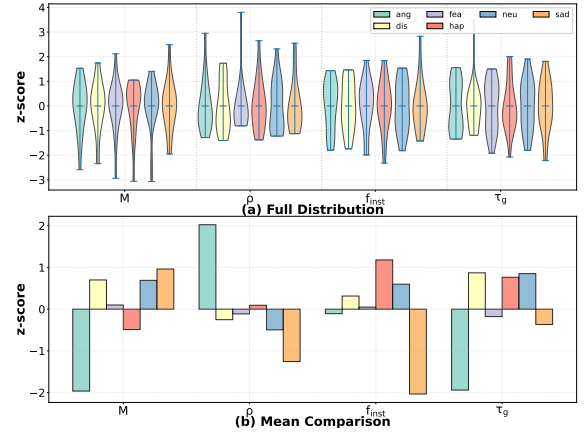 4
3
2
1
0
−1
−2
−3
z-score
ang
fea
neu
sad
dis
hap
M
ρ
f_inst
τ_g
(a) Full Distribution
2
1
0
−1
−2
z-score
M
ρ
f_inst
τ_g
(b) Mean Comparison